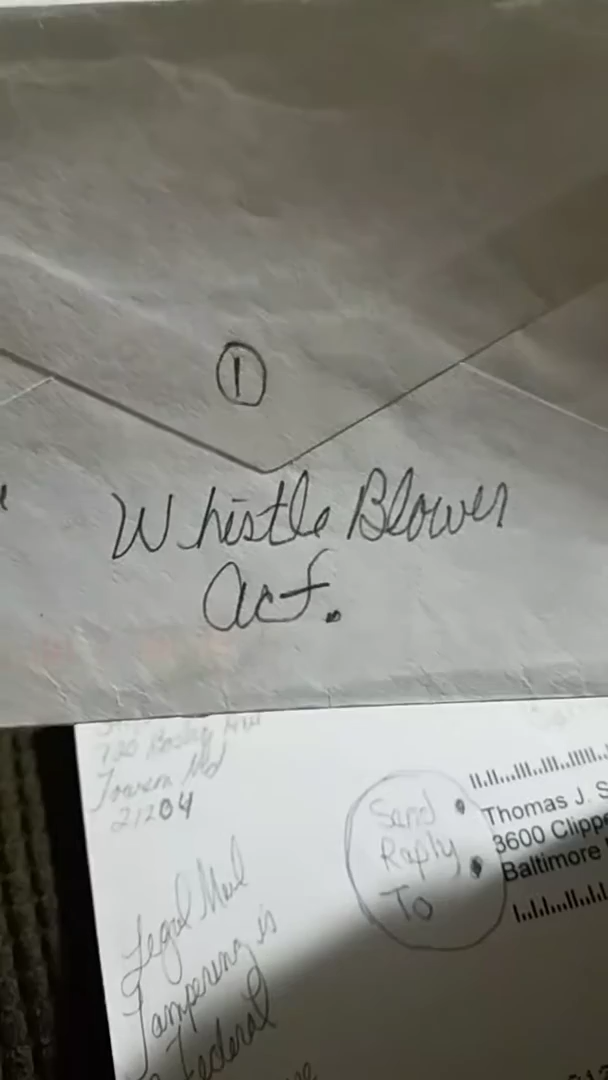 1
Whistle Blower
Act.
720 Bosley Ave
Towson Md
21204
Send
Reply
To
Thomas J. S
3600 Clippe
Baltimore
Legal Mail
Tampering is
Federal